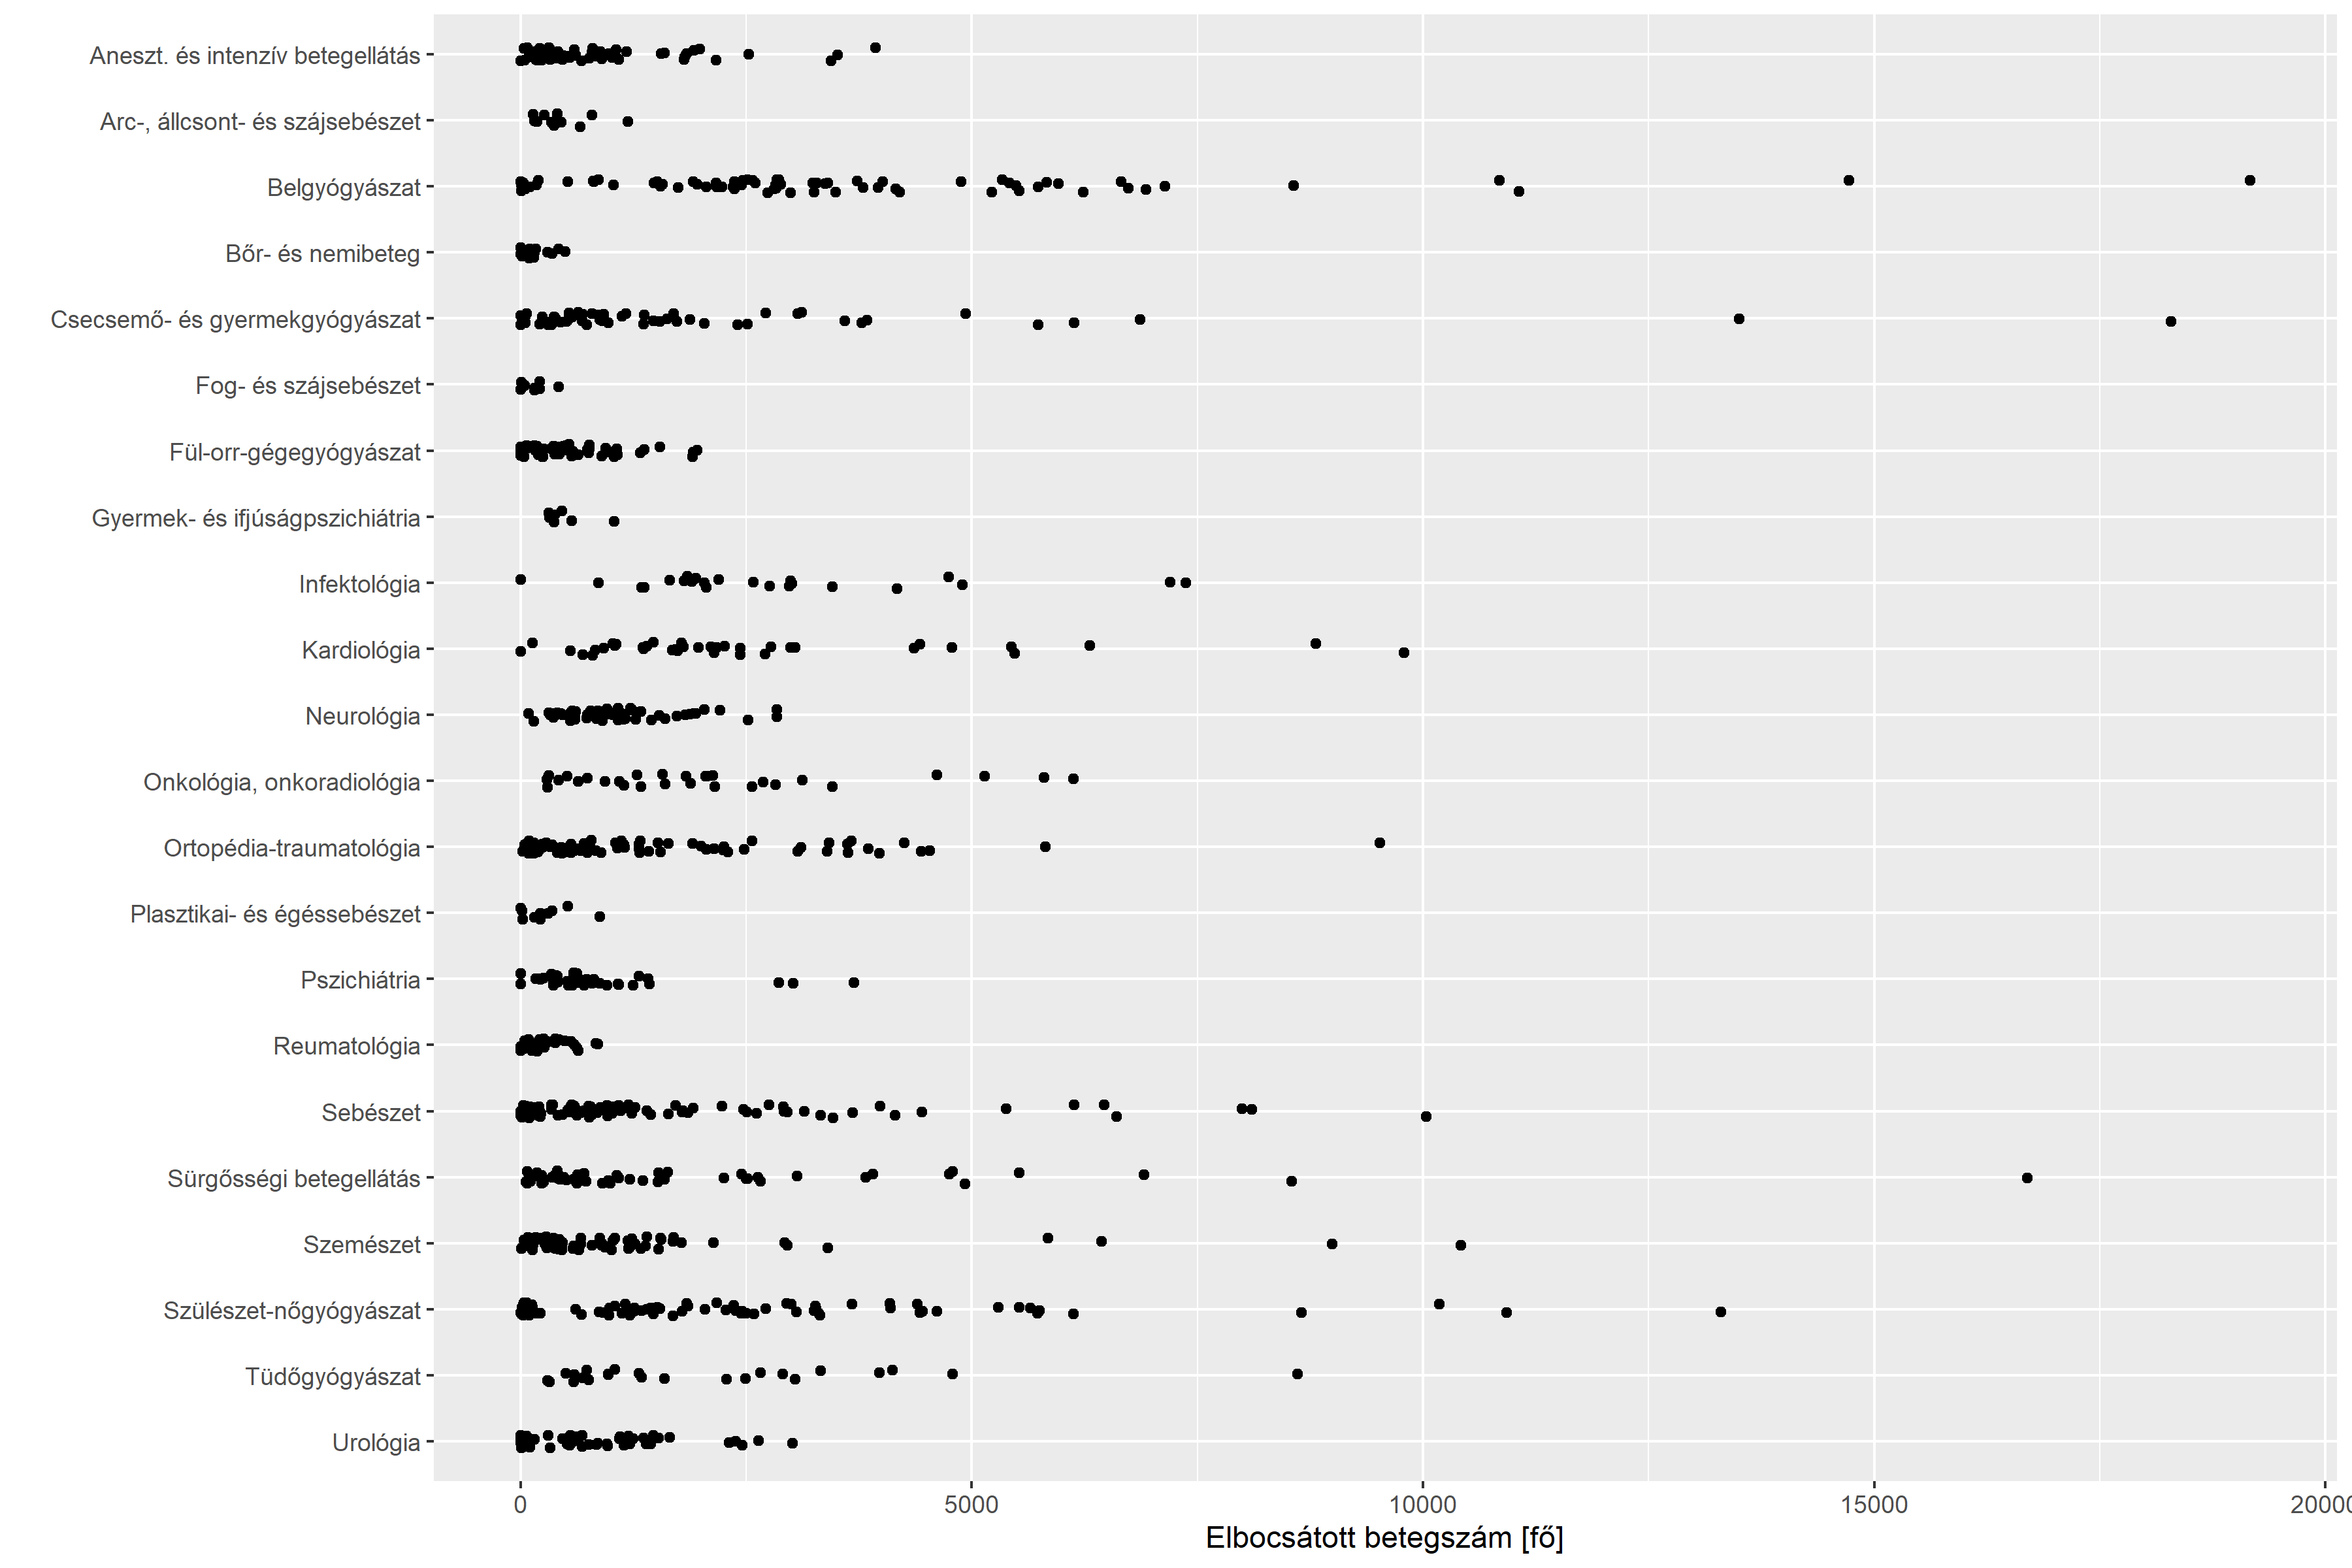 Aneszt. és intenzív betegellátás
Arc-, állcsont- és szájsebészet
Belgyógyászat
Bőr- és nemibeteg
Csecsemő- és gyermekgyógyászat
Fog- és szájsebészet
Fül-orr-gégegyógyászat
Gyermek- és ifjúságpszichiátria
Infektológia
Kardiológia
Neurológia
Onkológia, onkoradiológia
Ortopédia-traumatológia
Plasztikai- és égéssebészet
Pszichiátria
Reumatológia
Sebészet
Sürgősségi betegellátás
Szemészet
Szülészet-nőgyógyászat
Tüdőgyógyászat
Urológia
0 5000 10000 15000 20000
Elbocsátott betegszám [fő]